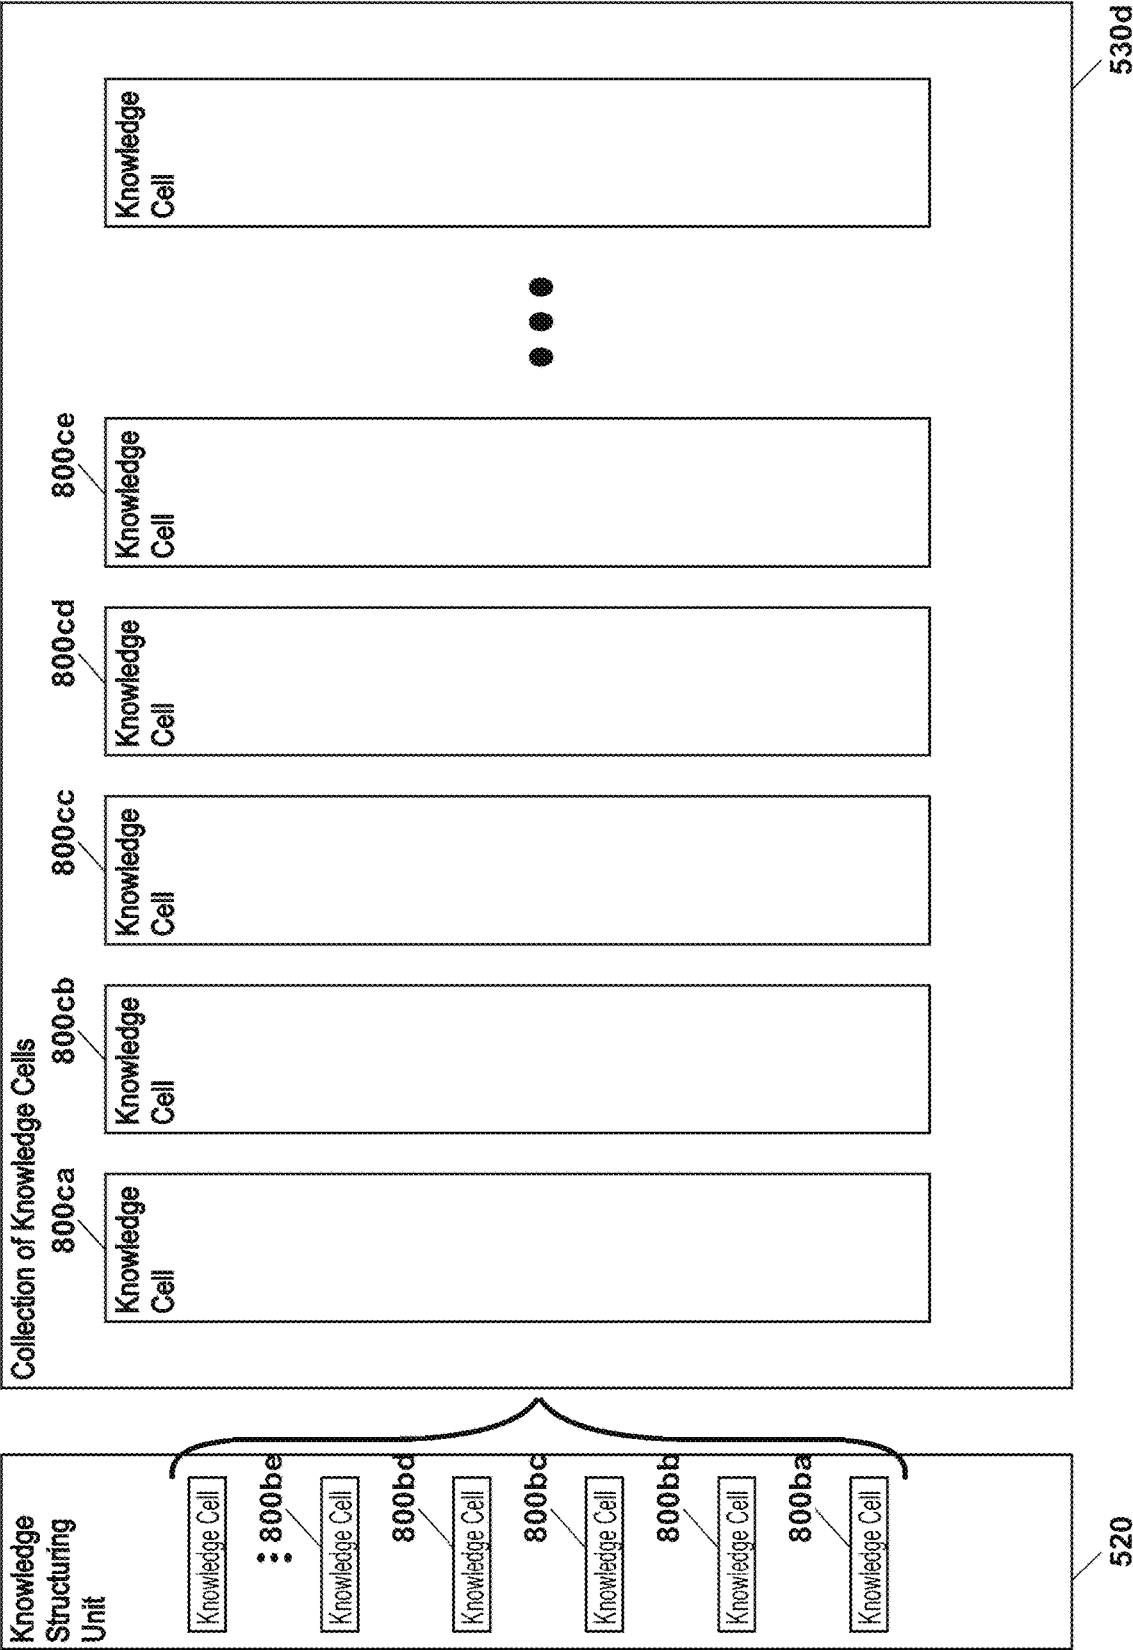 Knowledge
Structuring
Unit
Knowledge Cell
800be
Knowledge Cell
800bd
Knowledge Cell
800bc
Knowledge Cell
800bb
Knowledge Cell
800ba
Knowledge Cell
520
Collection of Knowledge Cells
800ca
Knowledge
Cell
800cb
Knowledge
Cell
800cc
Knowledge
Cell
800cd
Knowledge
Cell
800ce
Knowledge
Cell
Knowledge
Cell
530d